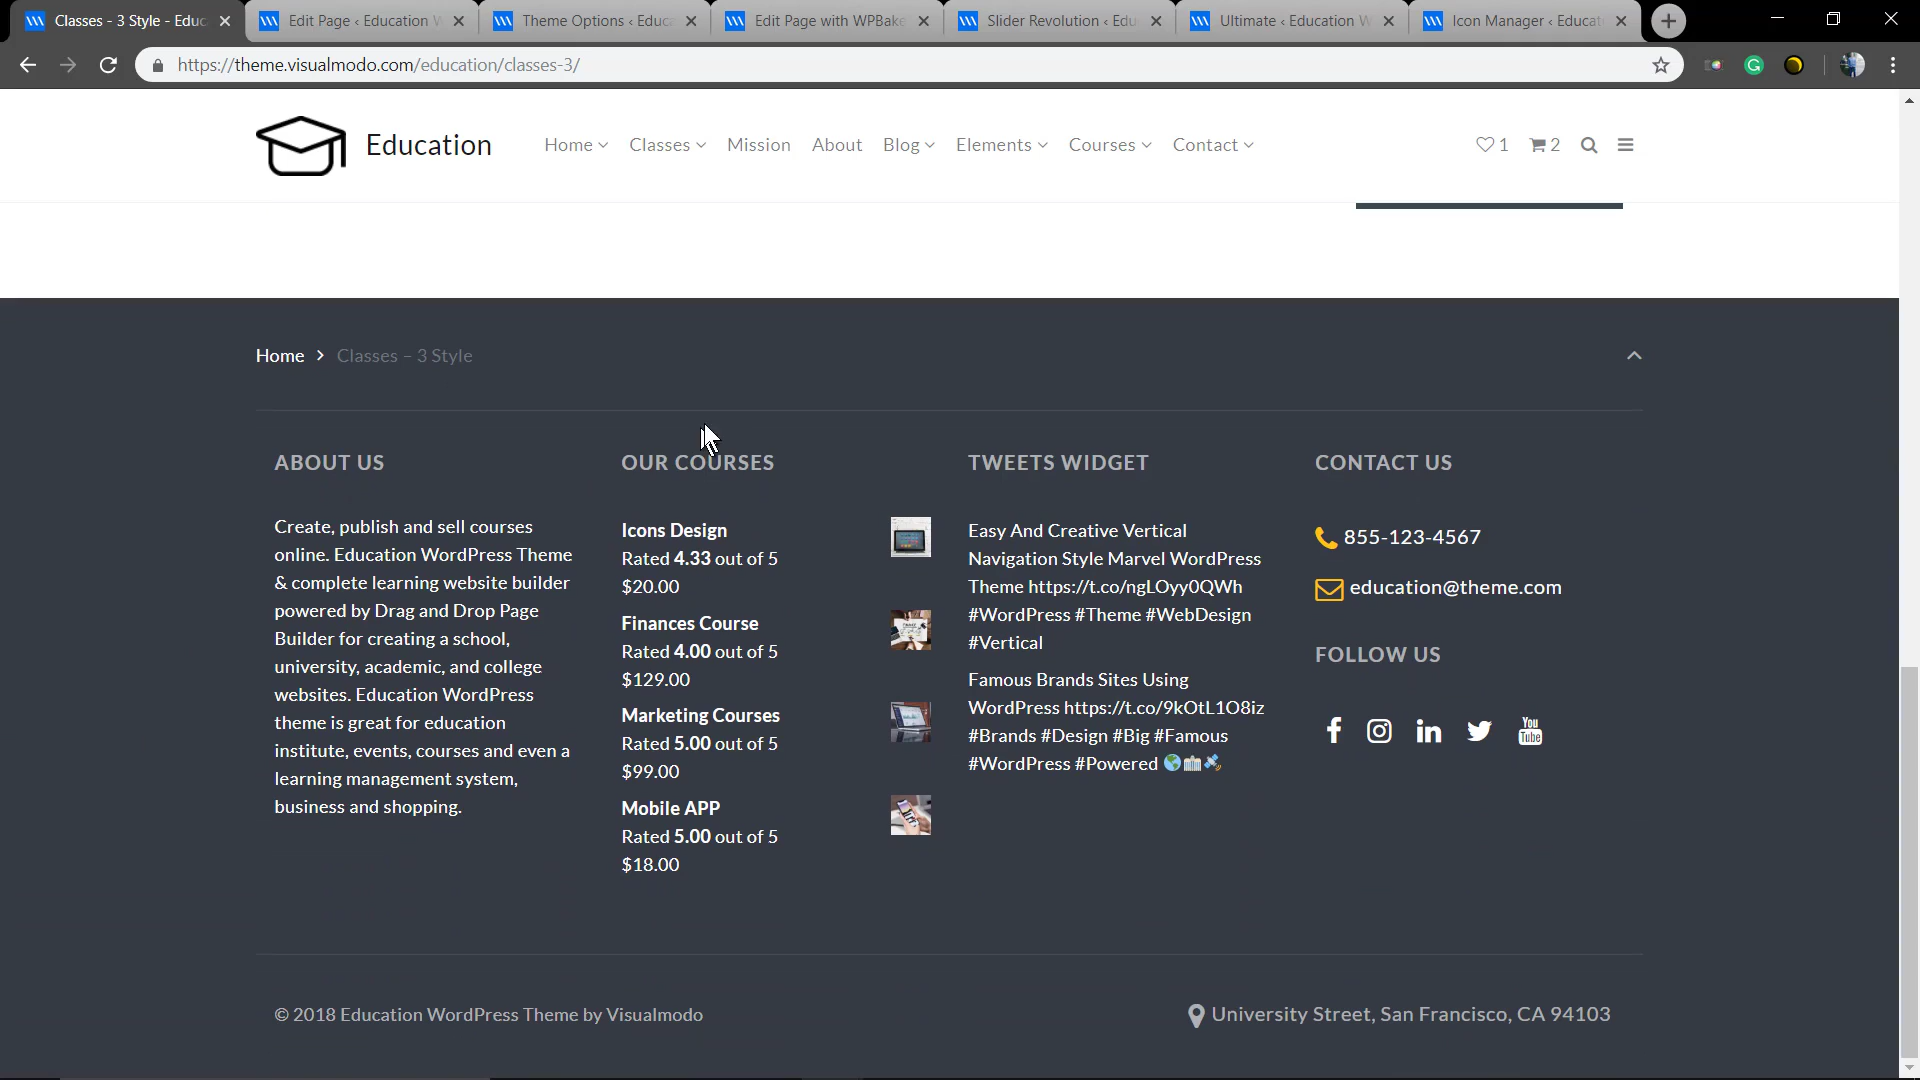 Classes - 3 Style - Educ
Edit Page ‹ Education W
Theme Options ‹ Educa
Edit Page with WPBake
Slider Revolution ‹ Edu
Ultimate ‹ Education W
Icon Manager ‹ Educat
https://theme.visualmodo.com/education/classes-3/
Education
Home
Classes
Mission
About
Blog
Elements
Courses
Contact
1
2
Home
Classes – 3 Style
ABOUT US
Create, publish and sell courses
online. Education WordPress Theme
& complete learning website builder
powered by Drag and Drop Page
Builder for creating a school,
university, academic, and college
websites. Education WordPress
theme is great for education
institute, events, courses and even a
learning management system,
business and shopping.
OUR COURSES
Icons Design
Rated 4.33 out of 5
$20.00
Finances Course
Rated 4.00 out of 5
$129.00
Marketing Courses
Rated 5.00 out of 5
$99.00
Mobile APP
Rated 5.00 out of 5
$18.00
TWEETS WIDGET
Easy And Creative Vertical
Navigation Style Marvel WordPress
Theme https://t.co/ngLOyy0QWh
#WordPress #Theme #WebDesign
#Vertical
Famous Brands Sites Using
WordPress https://t.co/9kOtL1O8iz
#Brands #Design #Big #Famous
#WordPress #Powered 🌍🏙🛰
CONTACT US
855-123-4567
education@theme.com
FOLLOW US
You
Tube
© 2018 Education WordPress Theme by Visualmodo
University Street, San Francisco, CA 94103